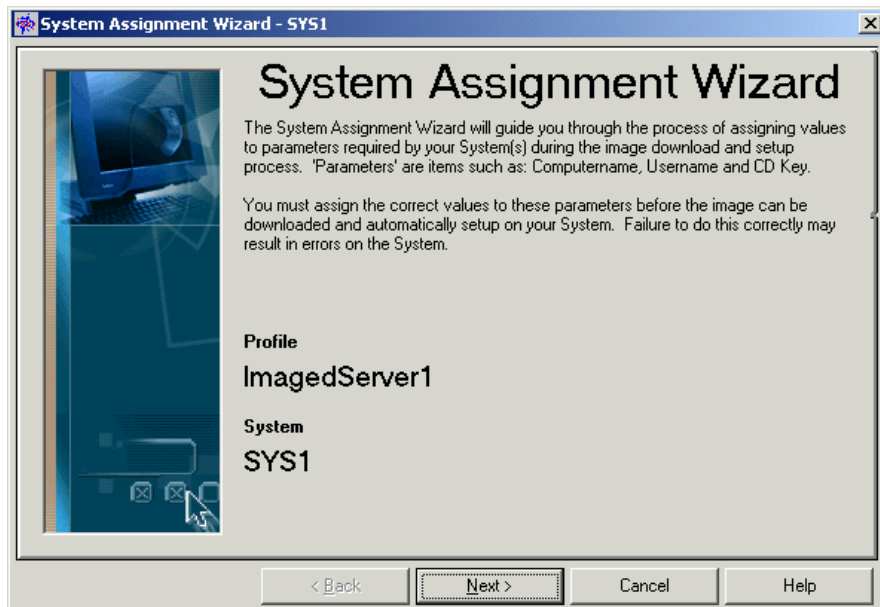 System Assignment Wizard - SYS1
System Assignment Wizard
The System Assignment Wizard will guide you through the process of assigning values
to parameters required by your System(s) during the image download and setup
process. 'Parameters' are items such as: Computername, Username and CD Key.
You must assign the correct values to these parameters before the image can be
downloaded and automatically setup on your System. Failure to do this correctly may
result in errors on the System.
Profile
ImagedServer1
System
SYS1
< Back
Next >
Cancel
Help